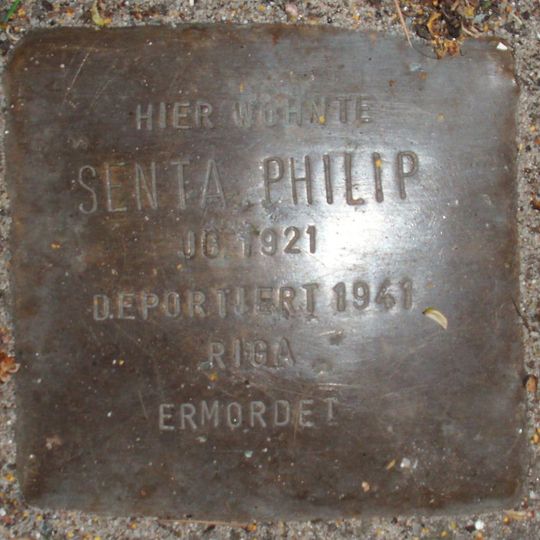 HIER WOHNTE
SENTA PHILIP
JG. 1921
DEPORTIERT 1941
RIGA
ERMORDET